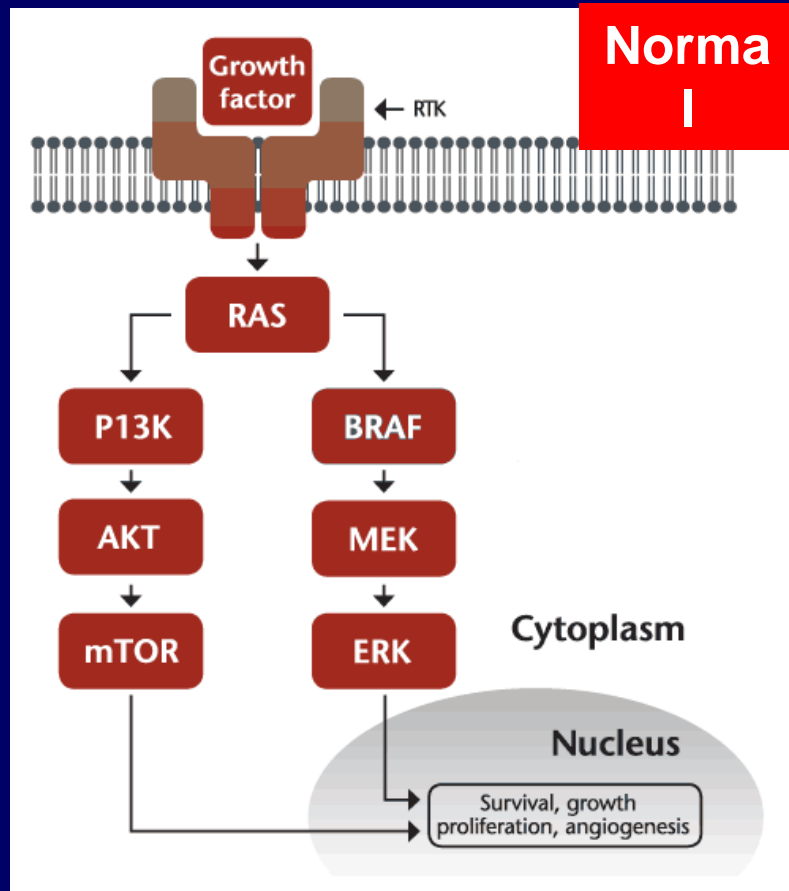 Norma
l
Growth
factor
RTK
RAS
P13K
BRAF
AKT
MEK
mTOR
ERK
Cytoplasm
Nucleus
Survival, growth
proliferation, angiogenesis